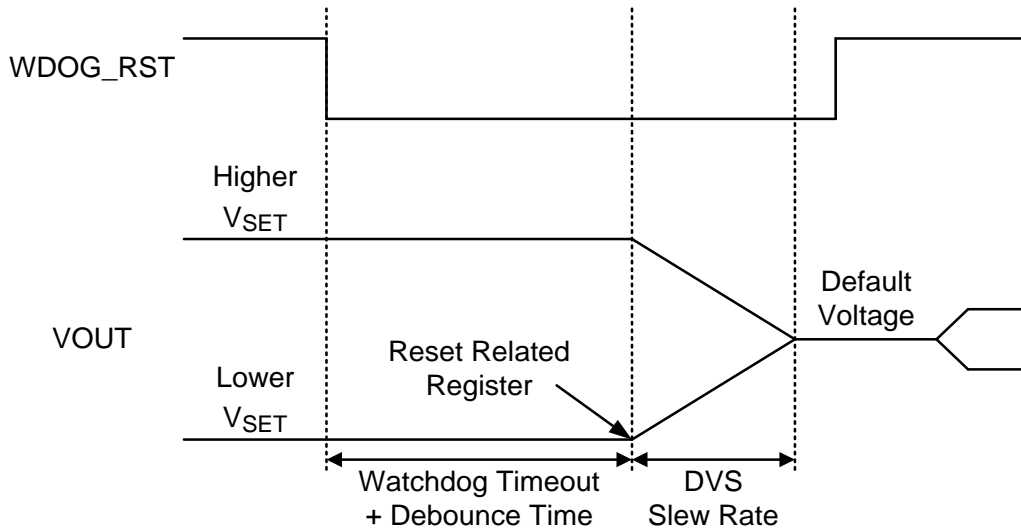 WDOG_RST
Higher
VSET
VOUT
Default
Voltage
Reset Related
Register
Lower
VSET
Watchdog Timeout
+ Debounce Time
DVS
Slew Rate